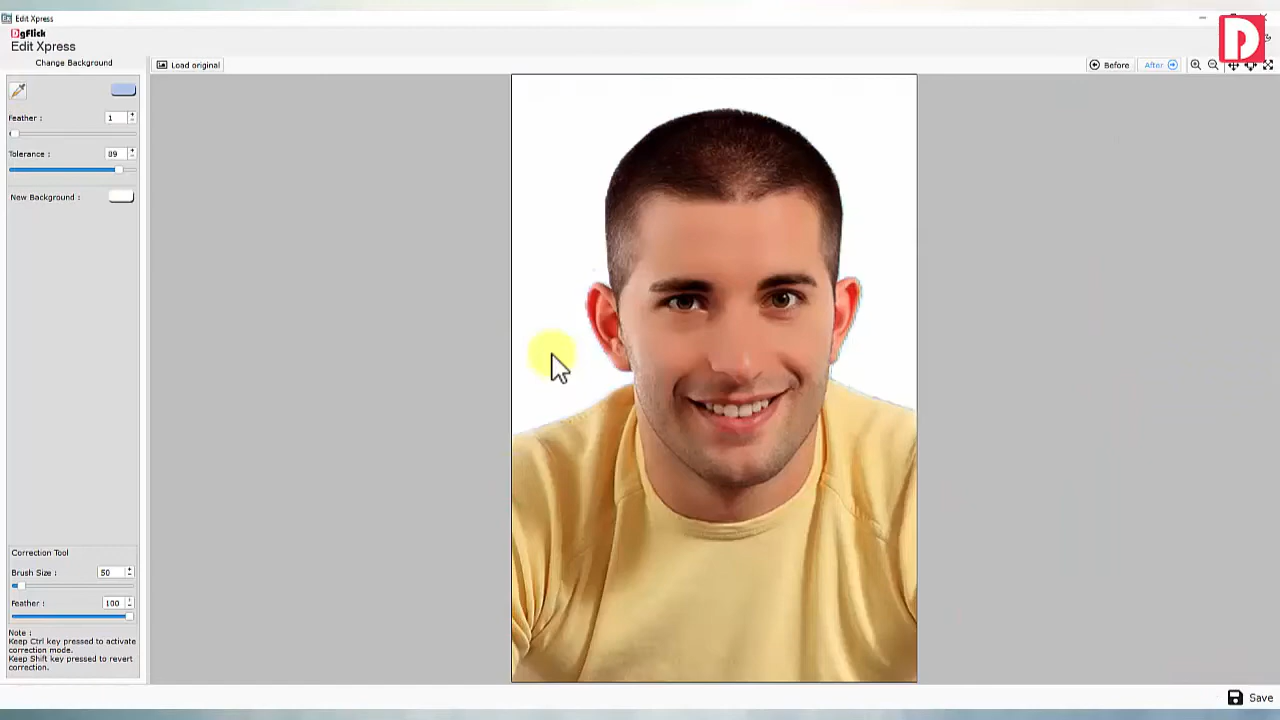 Edit Xpress
DgFlick
Edit Xpress
Change Background
Load original
Before
After
Feather :
1
Tolerance :
89
New Background :
Correction Tool
Brush Size :
50
Feather :
100
Note :
Keep Ctrl key pressed to activate
correction mode.
Keep Shift key pressed to revert
correction.
Save